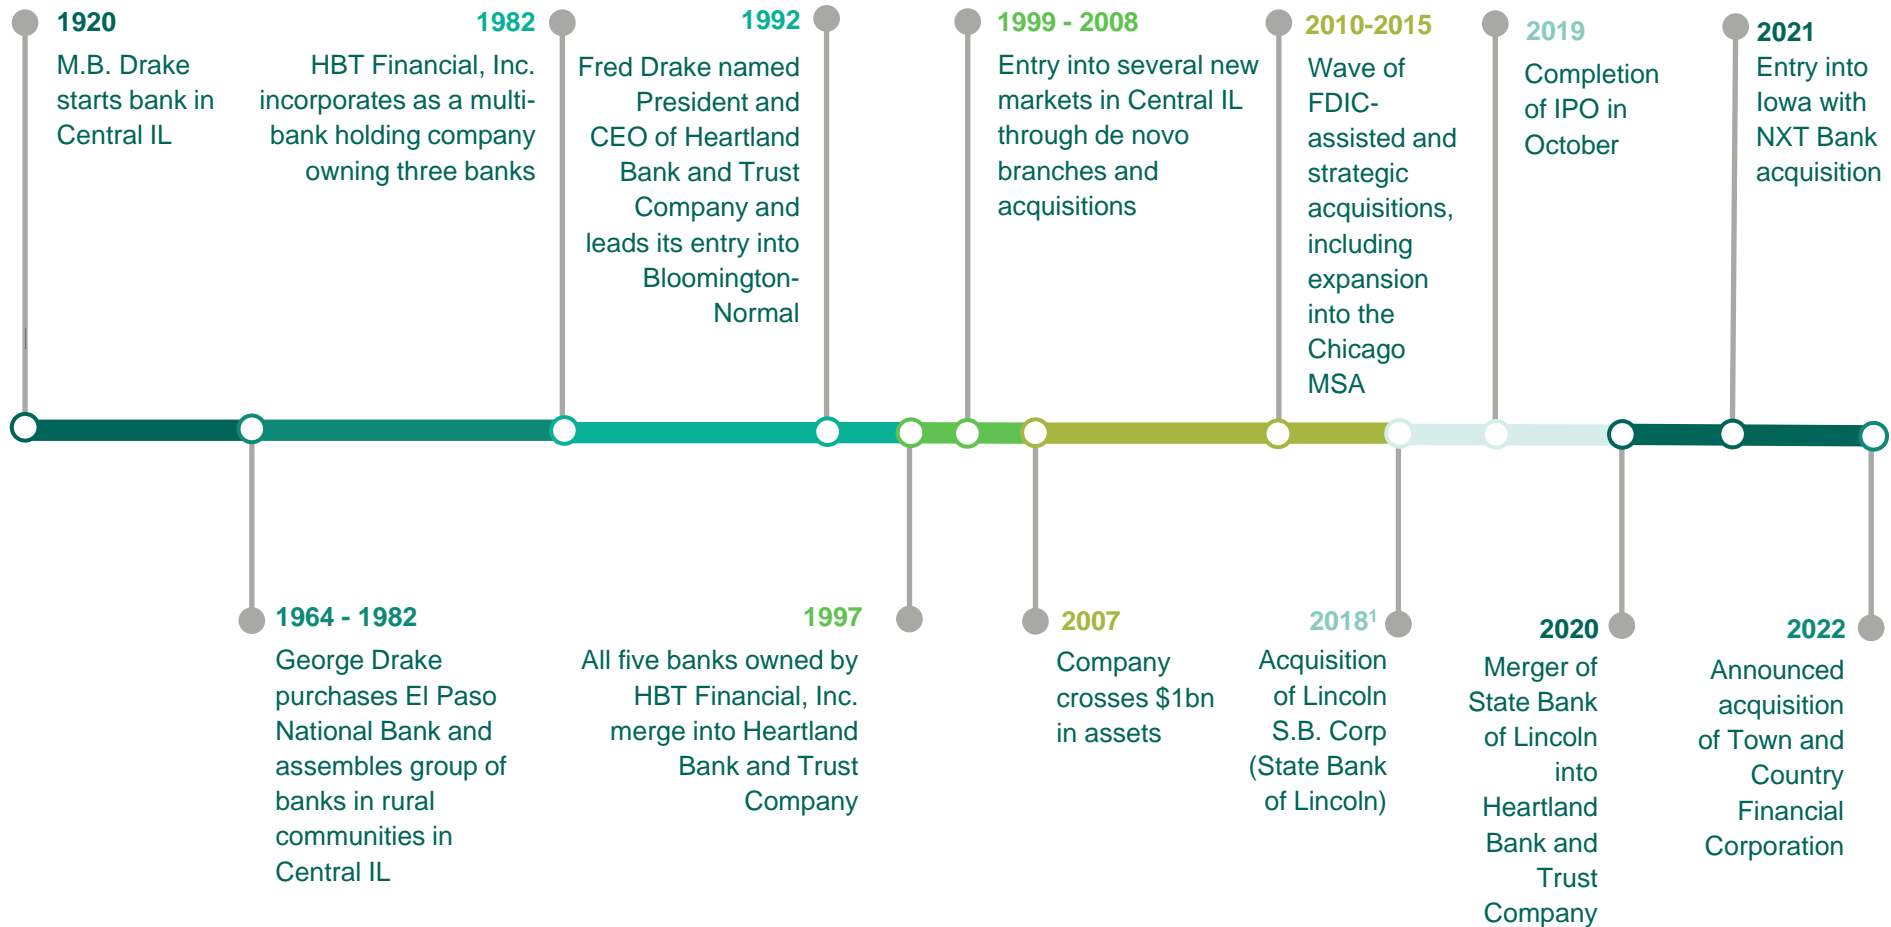 1920
M.B. Drake
starts bank in
Central IL
1982
HBT Financial, Inc.
incorporates as a multi-
bank holding company
owning three banks
1992
Fred Drake named
President and
CEO of Heartland
Bank and Trust
Company and
leads its entry into
Bloomington-
Normal
1999 - 2008
Entry into several new
markets in Central IL
through de novo
branches and
acquisitions
2010-2015
Wave of
FDIC-
assisted and
strategic
acquisitions,
including
expansion
into the
Chicago
MSA
2019
Completion
of IPO in
October
2021
Entry into
Iowa with
NXT Bank
acquisition
1964 - 1982
George Drake
purchases El Paso
National Bank and
assembles group of
banks in rural
communities in
Central IL
1997
All five banks owned by
HBT Financial, Inc.
merge into Heartland
Bank and Trust
Company
2007
Company
crosses $1bn
in assets
2018¹
Acquisition
of Lincoln
S.B. Corp
(State Bank
of Lincoln)
2020
Merger of
State Bank
of Lincoln
into
Heartland
Bank and
Trust
Company
2022
Announced
acquisition
of Town and
Country
Financial
Corporation